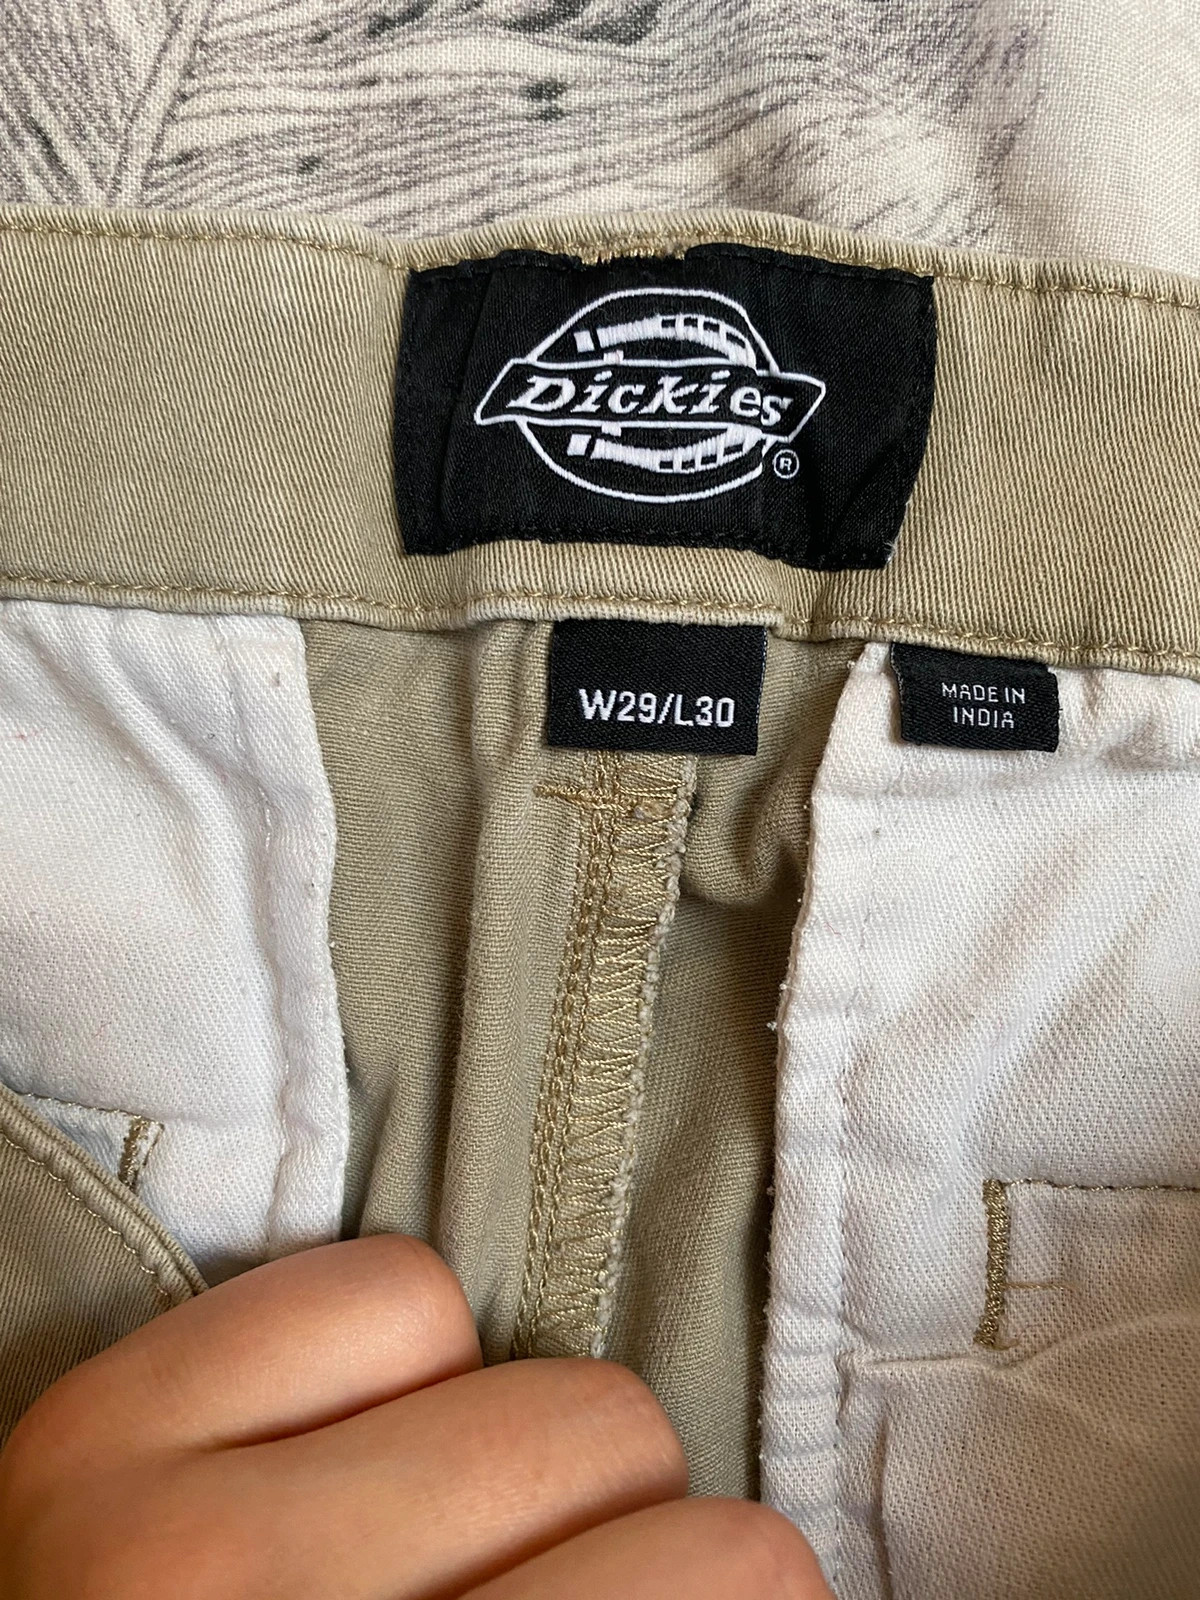 Dickies
®
W29/L30
MADE IN
INDIA